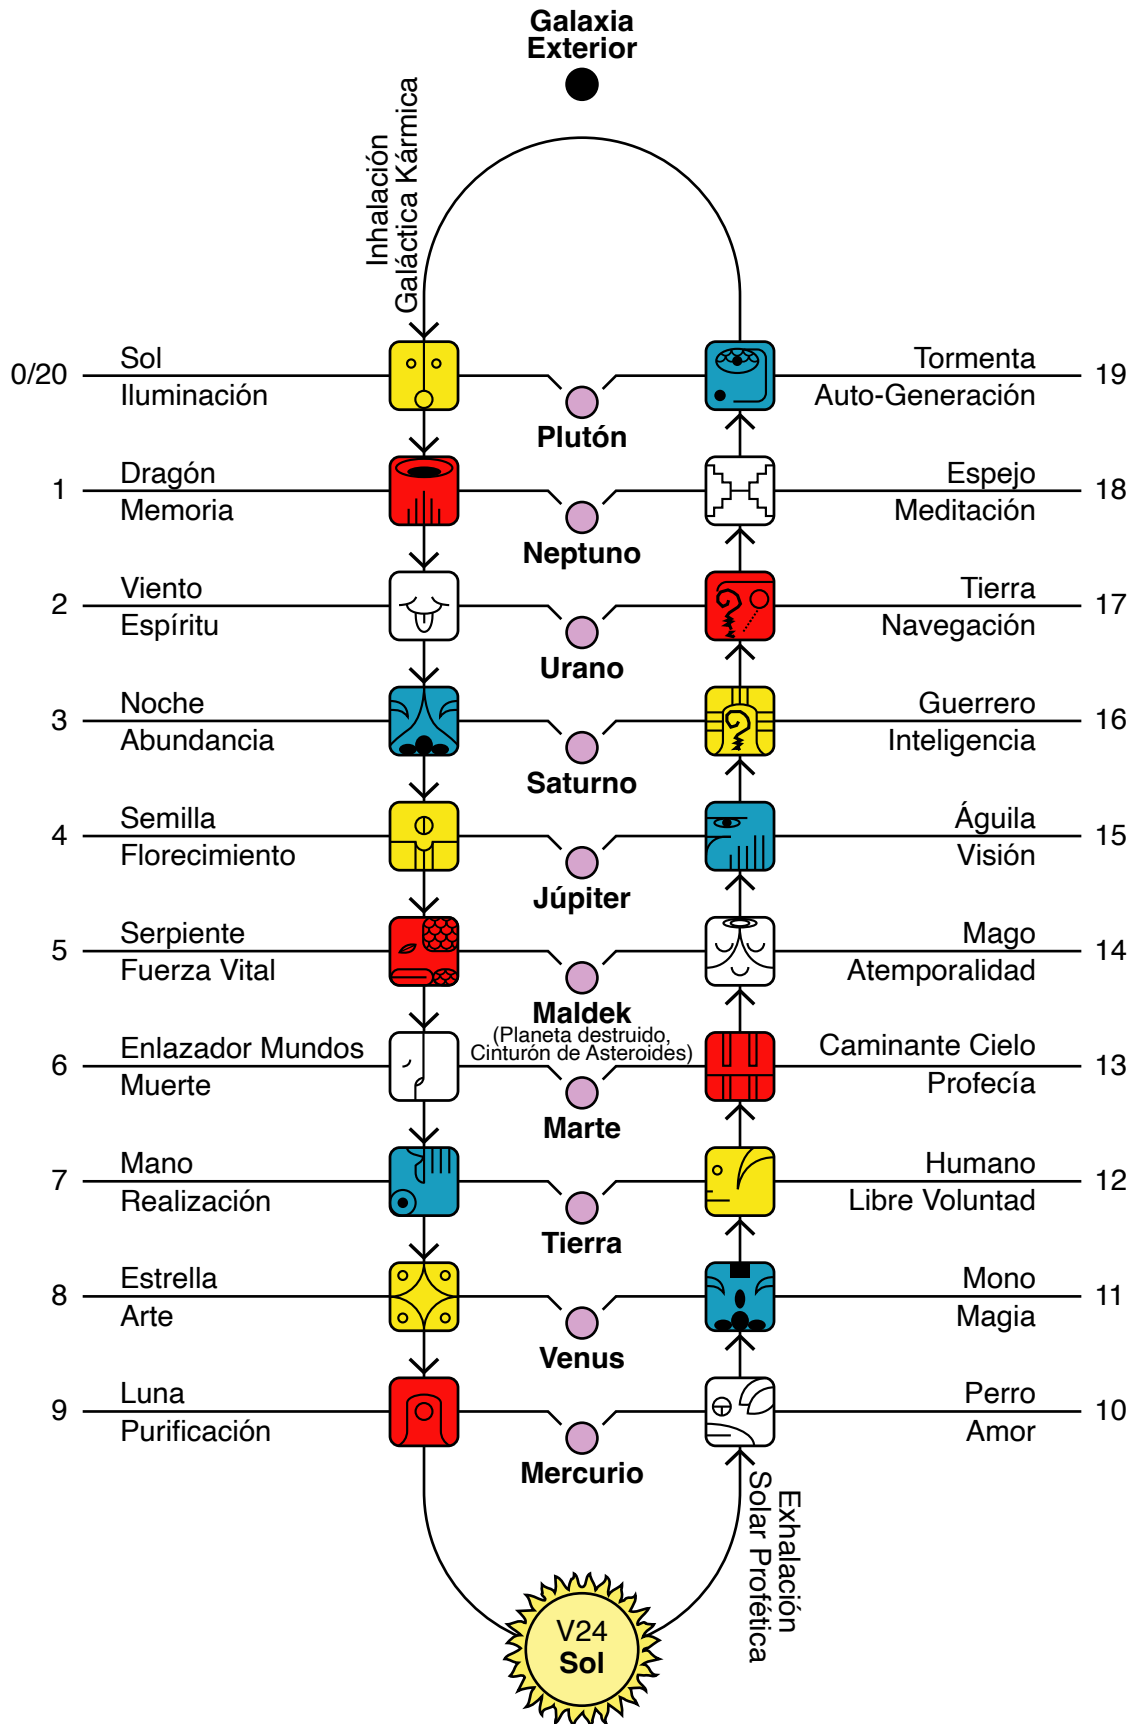 Galaxia
Exterior
Inhalación
Galáctica Kármica
0/20
Sol
Iluminación
Plutón
Tormenta
Auto-Generación
19
1
Dragón
Memoria
Neptuno
Espejo
Meditación
18
2
Viento
Espíritu
Urano
Tierra
Navegación
17
3
Noche
Abundancia
Saturno
Guerrero
Inteligencia
16
4
Semilla
Florecimiento
Júpiter
Águila
Visión
15
5
Serpiente
Fuerza Vital
Maldek
(Planeta destruido,
Cinturón de Asteroides)
Mago
Atemporalidad
14
6
Enlazador Mundos
Muerte
Marte
Caminante Cielo
Profecía
13
7
Mano
Realización
Tierra
Humano
Libre Voluntad
12
8
Estrella
Arte
Venus
Mono
Magia
11
9
Luna
Purificación
Mercurio
Perro
Amor
10
Exhalación
Solar Profética
V24
Sol